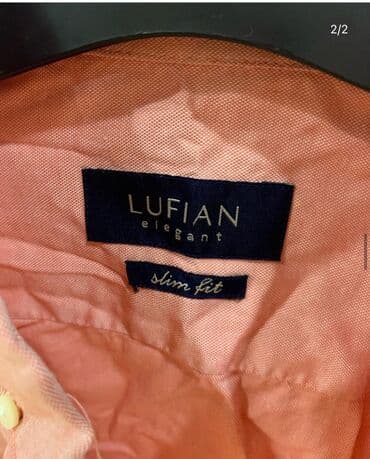 2/2
LUFIAN
elegant
slim fit